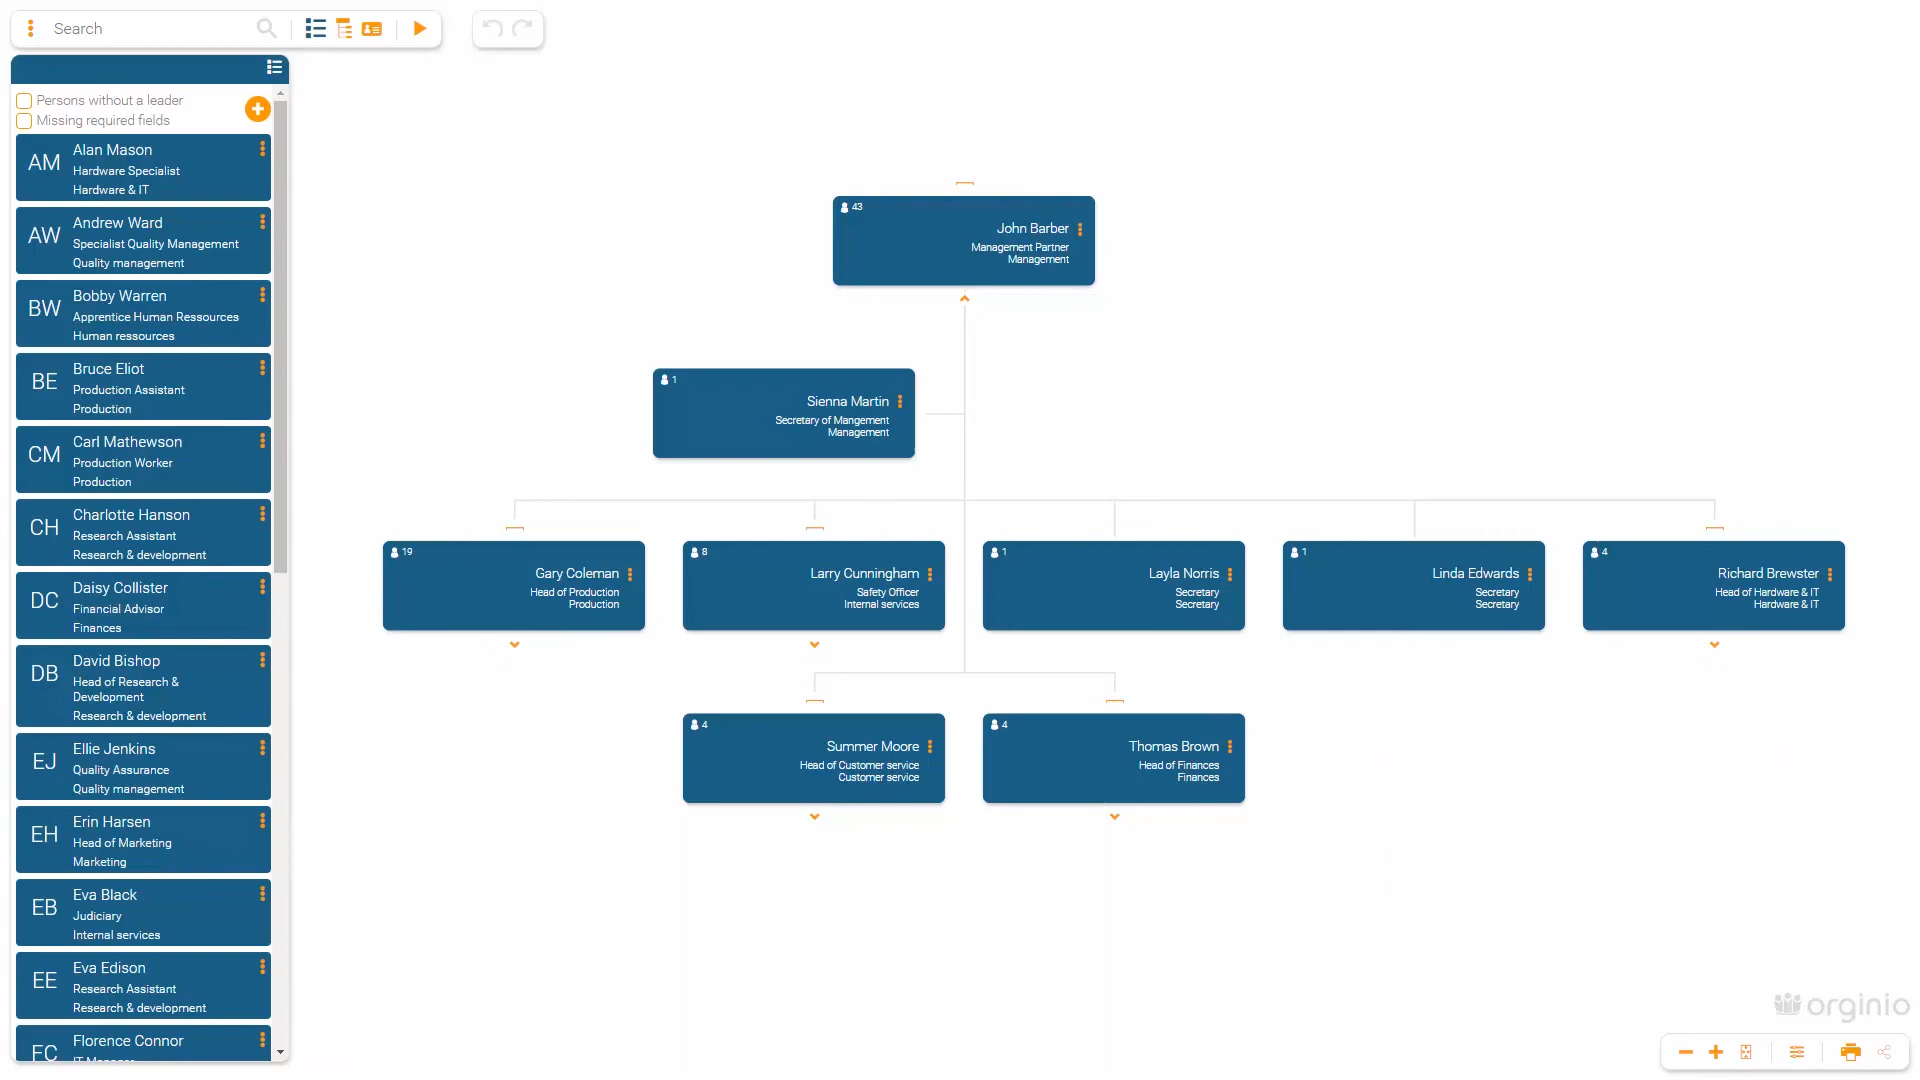 Search
Persons without a leader
Missing required fields
AM
Alan Mason
Hardware Specialist
Hardware & IT
AW
Andrew Ward
Specialist Quality Management
Quality management
BW
Bobby Warren
Apprentice Human Ressources
Human ressources
BE
Bruce Eliot
Production Assistant
Production
CM
Carl Mathewson
Production Worker
Production
CH
Charlotte Hanson
Research Assistant
Research & development
DC
Daisy Collister
Financial Advisor
Finances
DB
David Bishop
Head of Research &
Development
Research & development
EJ
Ellie Jenkins
Quality Assurance
Quality management
EH
Erin Harsen
Head of Marketing
Marketing
EB
Eva Black
Judiciary
Internal services
EE
Eva Edison
Research Assistant
Research & development
FC
Florence Connor
IT Manager
43
John Barber
Management Partner
Management
1
Sienna Martin
Secretary of Mangement
Management
19
Gary Coleman
Head of Production
Production
8
Larry Cunningham
Safety Officer
Internal services
1
Layla Norris
Secretary
Secretary
1
Linda Edwards
Secretary
Secretary
4
Richard Brewster
Head of Hardware & IT
Hardware & IT
4
Summer Moore
Head of Customer service
Customer service
4
Thomas Brown
Head of Finances
Finances
orginio